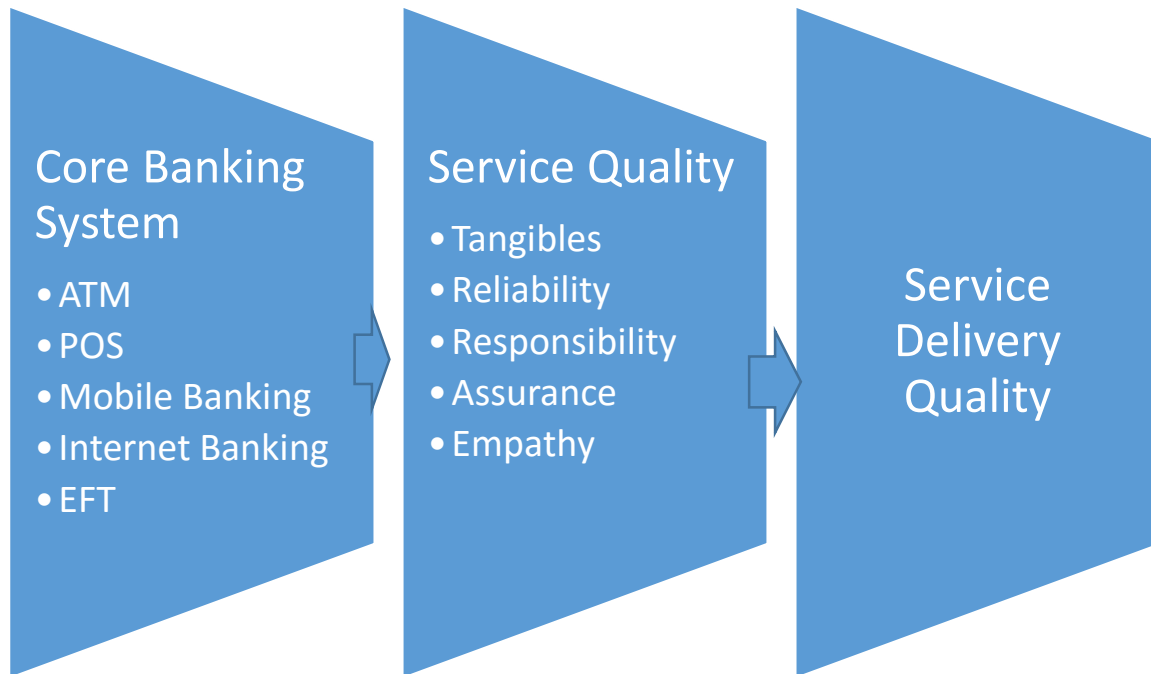 Core Banking
System
• ATM
• POS
• Mobile Banking
• Internet Banking
• EFT
Service Quality
• Tangibles
• Reliability
• Responsibility
• Assurance
• Empathy
Service
Delivery
Quality